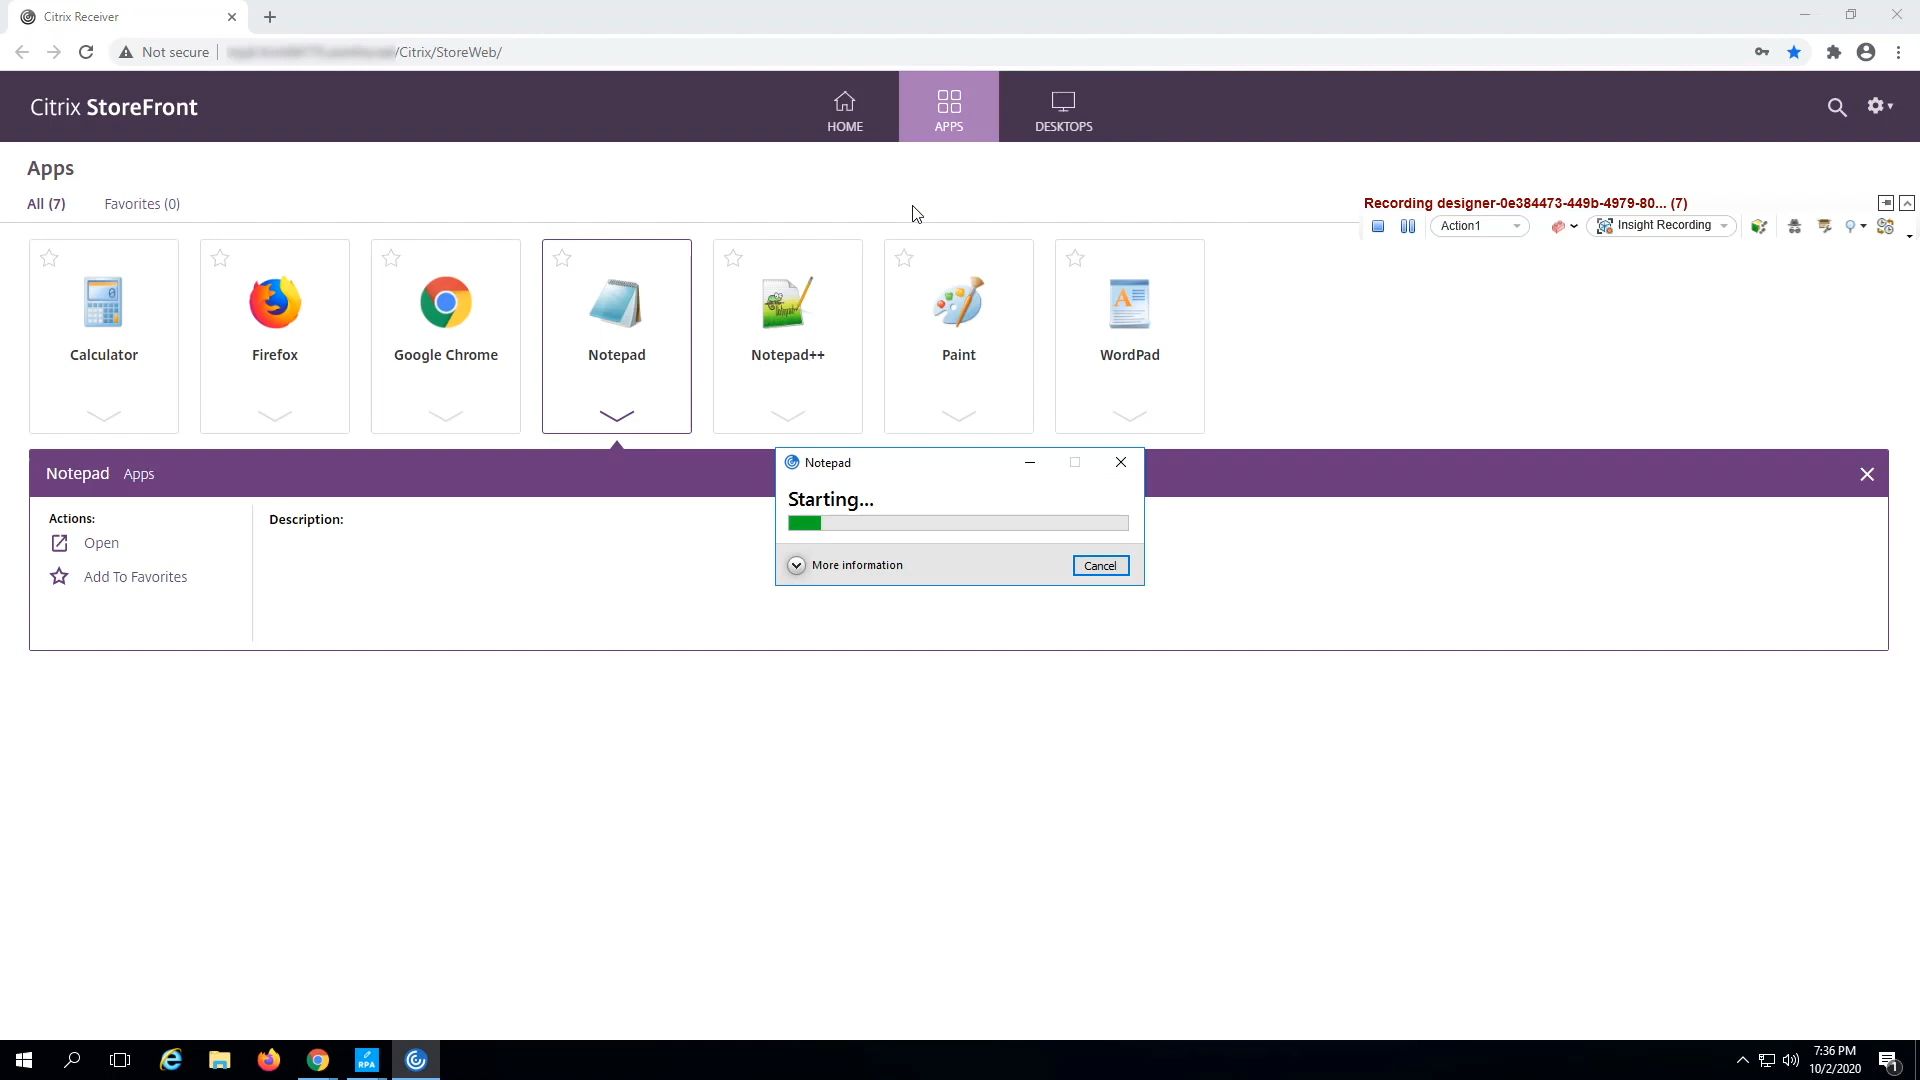 Citrix Receiver
Not secure
/Citrix/StoreWeb/
Citrix StoreFront
HOME
APPS
DESKTOPS
Apps
All (7)
Favorites (0)
Recording designer-0e384473-449b-4979-80... (7)
Action1
Insight Recording
Calculator
Firefox
Google Chrome
Notepad
Notepad++
Paint
WordPad
Notepad Apps
Actions:
Open
Add To Favorites
Description:
Notepad
Starting...
More information
Cancel
RPA
7:36 PM
10/2/2020
1